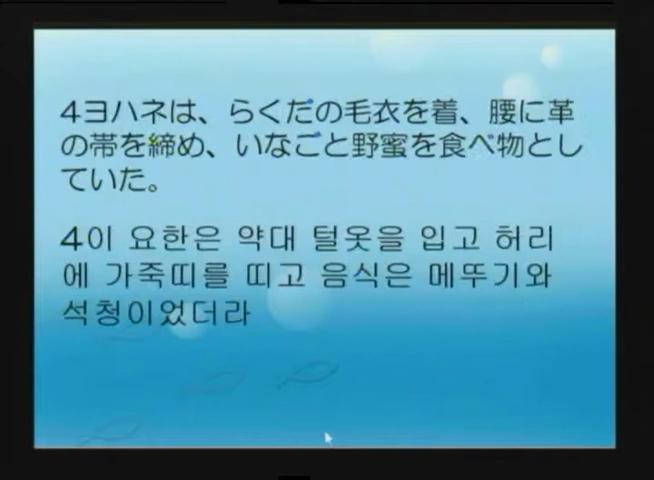 4ヨハネは、らくだの毛衣を着、腰に革
の帯を締め、いなごと野蜜を食べ物とし
ていた。
4이 요한은 약대 털옷을 입고 허리
에 가죽띠를 띠고 음식은 메뚜기와
석청이었더라